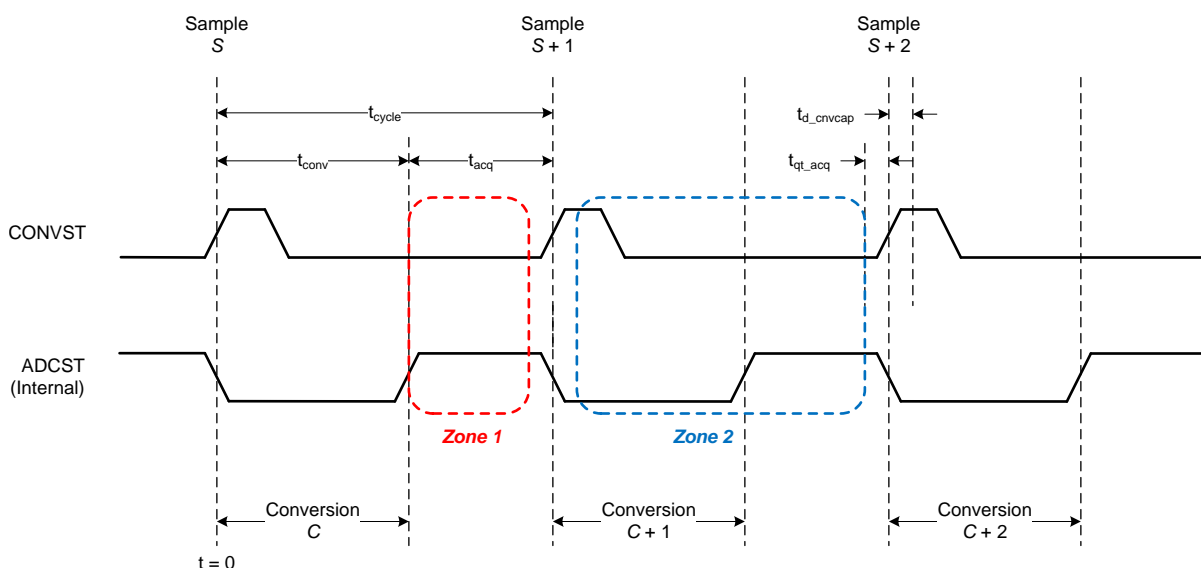 Sample
S
Sample
S + 1
Sample
S + 2
tcycle
td_cnvcap
tconv
tacq
tqt_acq
CONVST
ADCST
(Internal)
Zone 1
Zone 2
Conversion
C
Conversion
C + 1
Conversion
C + 2
t = 0